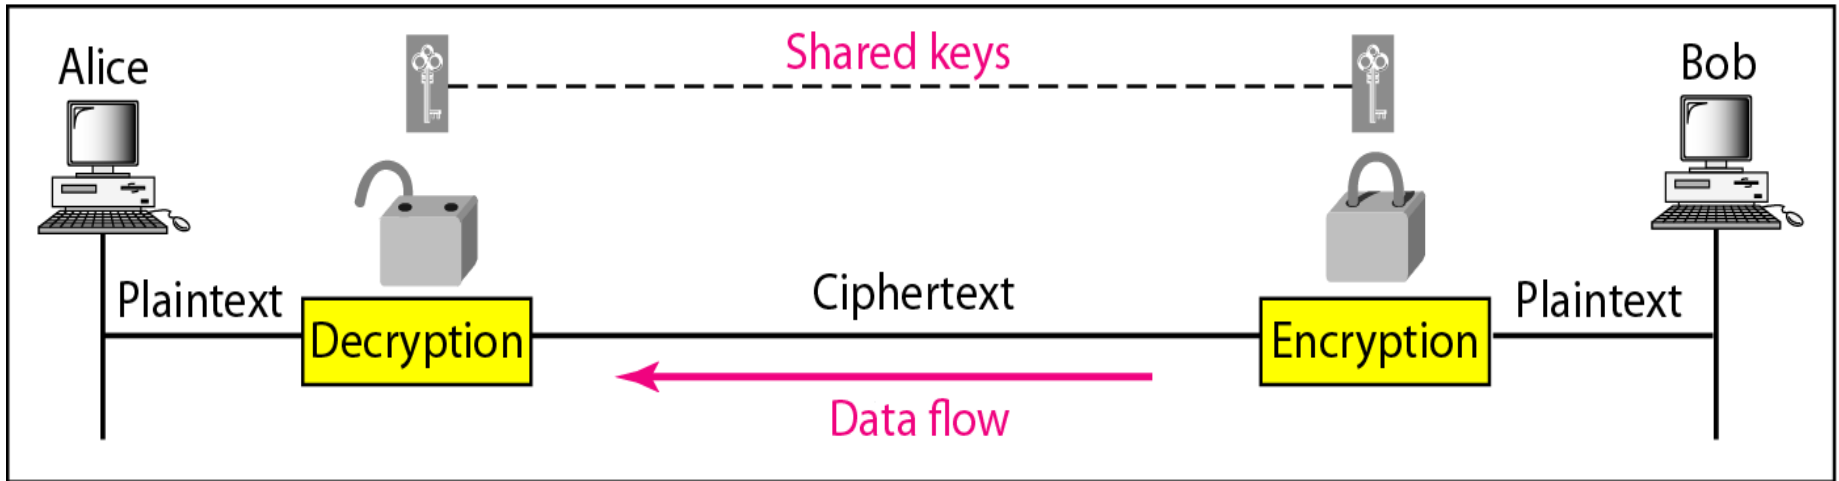 Alice
Shared keys
Bob
Plaintext
Decryption
Ciphertext
Encryption
Plaintext
Data flow